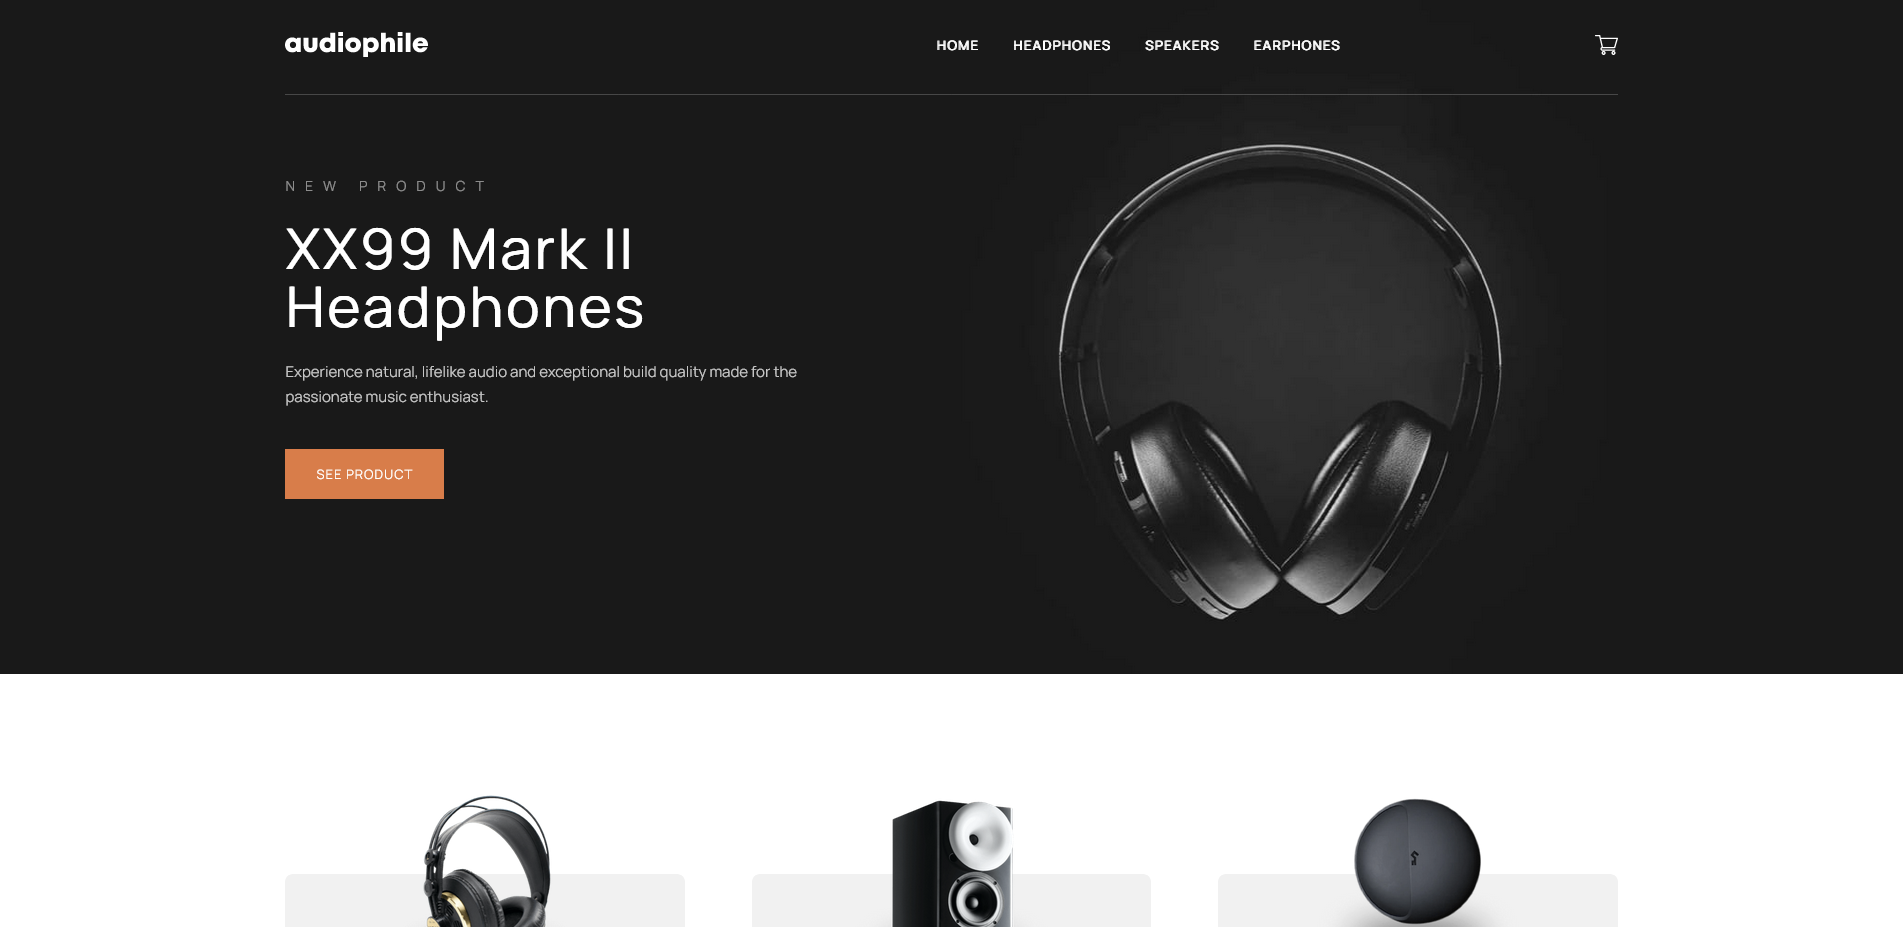 audiophile
HOME HEADPHONES SPEAKERS EARPHONES
NEW PRODUCT
XX99 Mark II
Headphones
Experience natural, lifelike audio and exceptional build quality made for the
passionate music enthusiast.
SEE PRODUCT